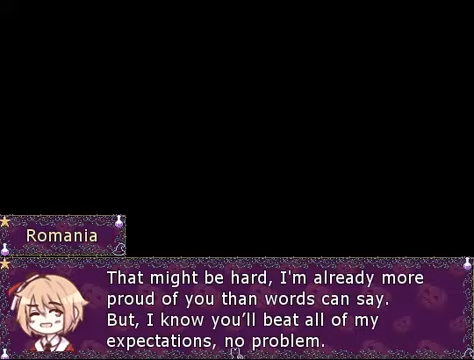 Romania
That might be hard, I'm already more
proud of you than words can say.
But, I know you’ll beat all of my
expectations, no problem.